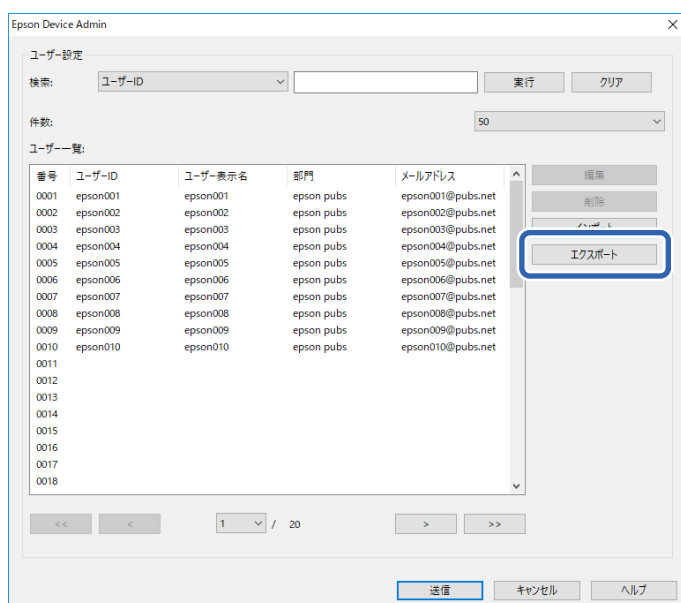 Epson Device Admin
ユーザー設定
検索: ユーザーID 実行 クリア
件数: 50
ユーザー一覧:
番号 ユーザーID ユーザー表示名 部門 メールアドレス 編集
0001 epson001 epson001 epson pubs epson001@pubs.net 削除
0002 epson002 epson002 epson pubs epson002@pubs.net
0003 epson003 epson003 epson pubs epson003@pubs.net インポート
0004 epson004 epson004 epson pubs epson004@pubs.net エクスポート
0005 epson005 epson005 epson pubs epson005@pubs.net
0006 epson006 epson006 epson pubs epson006@pubs.net
0007 epson007 epson007 epson pubs epson007@pubs.net
0008 epson008 epson008 epson pubs epson008@pubs.net
0009 epson009 epson009 epson pubs epson009@pubs.net
0010 epson010 epson010 epson pubs epson010@pubs.net
0011
0012
0013
0014
0015
0016
0017
0018
<< < 1 / 20 > >>
送信 キャンセル ヘルプ